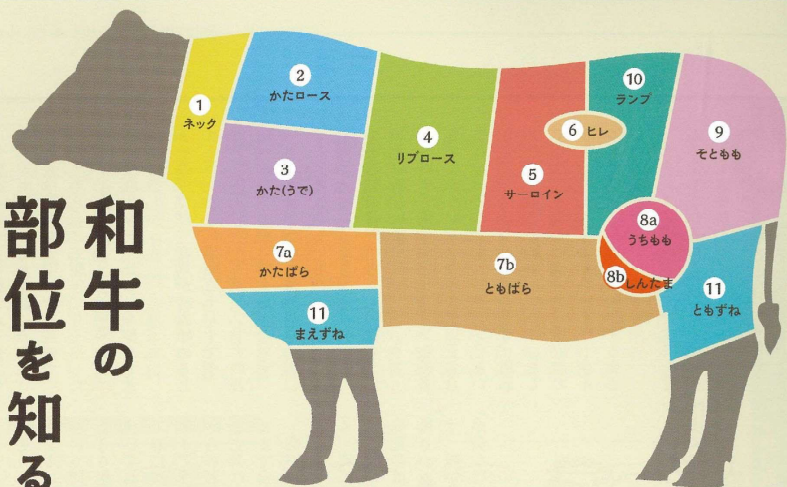 和牛の
部位を知る
1
ネック
2
かたロース
3
かた(うで)
4
リブロース
5
サーロイン
6 ヒレ
7a
かたばら
7b
ともばら
8a
うちもも
8b しんたま
9
そともも
10
ランプ
11
まえずね
11
ともずね